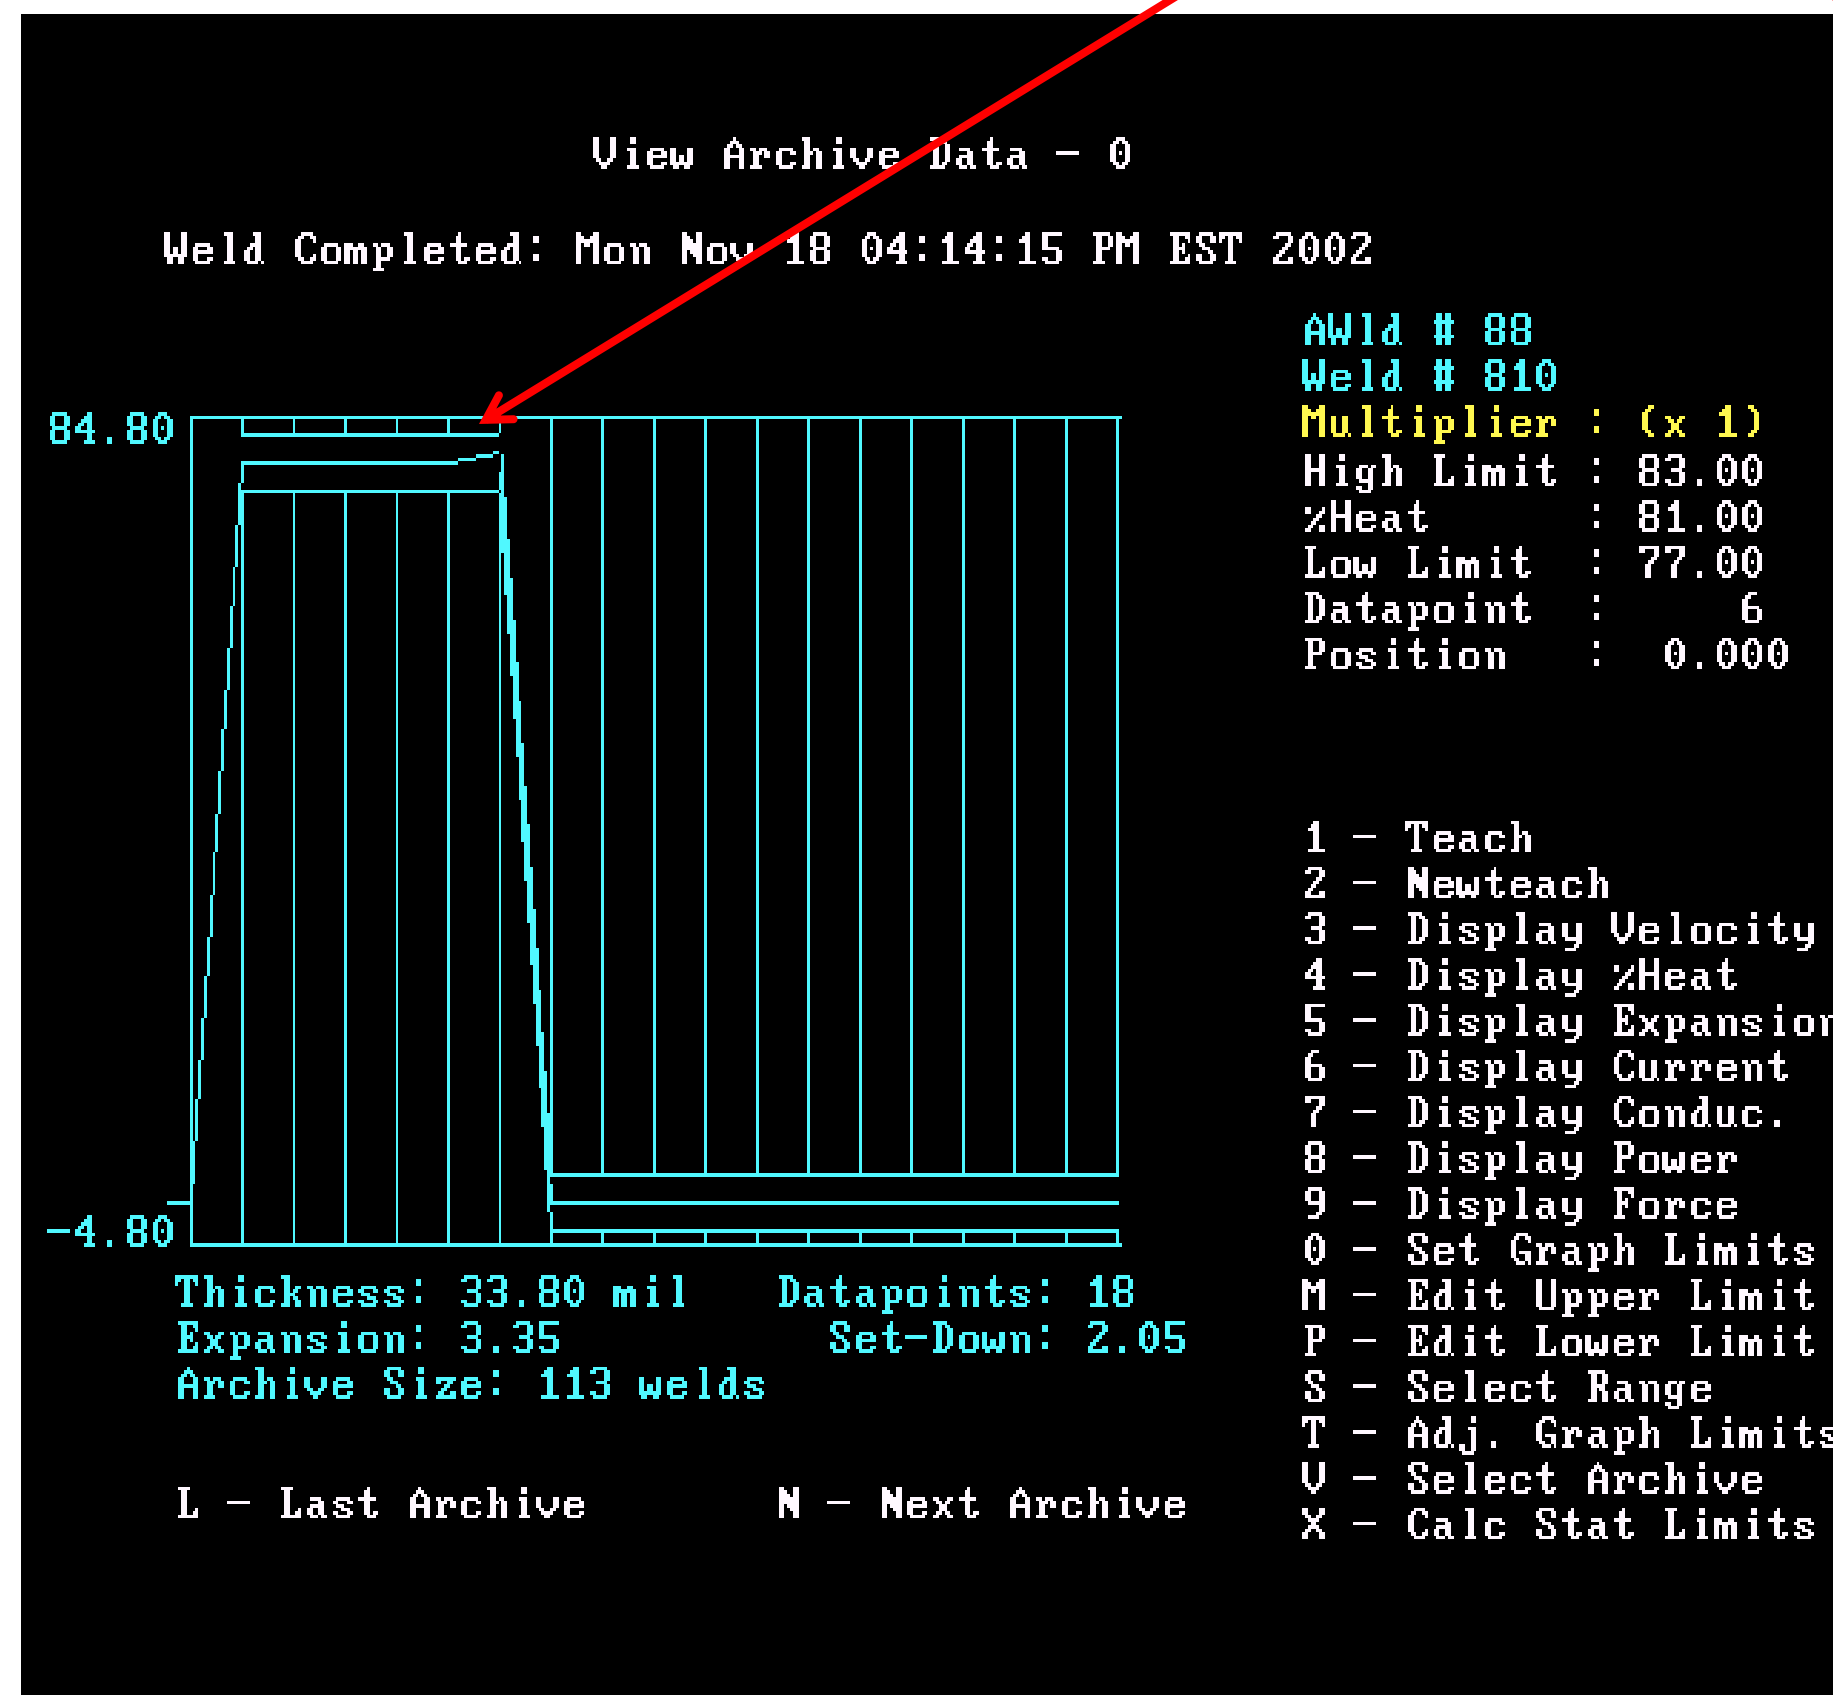 View Archive Data - 0
Weld Completed: Mon Nov 18 04:14:15 PM EST 2002
AWld # 88
Weld # 810
Multiplier : (x 1)
High Limit : 83.00
%Heat : 81.00
Low Limit : 77.00
Datapoint : 6
Position : 0.000
84.80
-4.80
Thickness: 33.80 mil Datapoints: 18
Expansion: 3.35 Set-Down: 2.05
Archive Size: 113 welds
L - Last Archive N - Next Archive
1 - Teach
2 - Newteach
3 - Display Velocity
4 - Display %Heat
5 - Display Expansion
6 - Display Current
7 - Display Conduc.
8 - Display Power
9 - Display Force
0 - Set Graph Limits
M - Edit Upper Limit
P - Edit Lower Limit
S - Select Range
T - Adj. Graph Limits
V - Select Archive
X - Calc Stat Limits